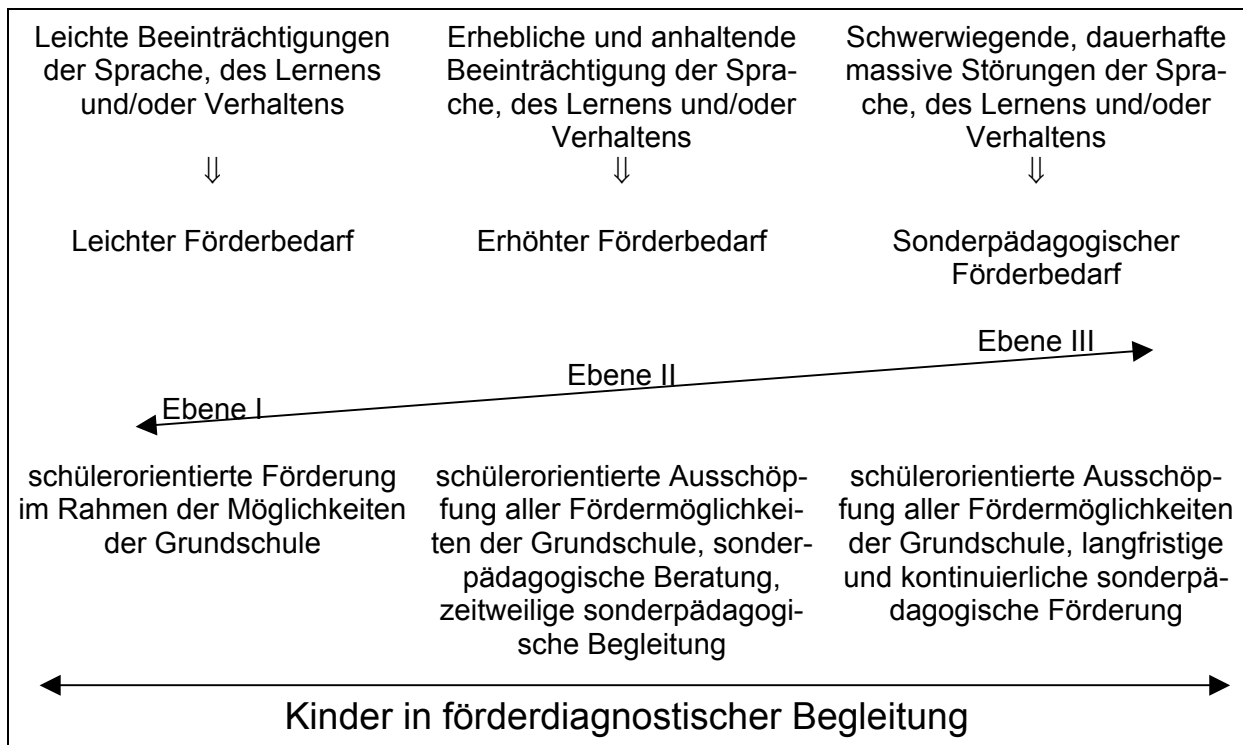 Leichte Beeinträchtigungen
der Sprache, des Lernens
und/oder Verhaltens
⇓
Leichter Förderbedarf
Erhebliche und anhaltende
Beeinträchtigung der Spra-
che, des Lernens und/oder
Verhaltens
⇓
Erhöhter Förderbedarf
Schwerwiegende, dauerhafte
massive Störungen der Spra-
che, des Lernens und/oder
Verhaltens
⇓
Sonderpädagogischer
Förderbedarf
Ebene I
Ebene II
Ebene III
schülerorientierte Förderung
im Rahmen der Möglichkeiten
der Grundschule
schülerorientierte Ausschöp-
fung aller Fördermöglichkei-
ten der Grundschule, sonder-
pädagogische Beratung,
zeitweilige sonderpädagogi-
sche Begleitung
schülerorientierte Ausschöp-
fung aller Fördermöglichkeiten
der Grundschule, langfristige
und kontinuierliche sonderpä-
dagogische Förderung
Kinder in förderdiagnostischer Begleitung